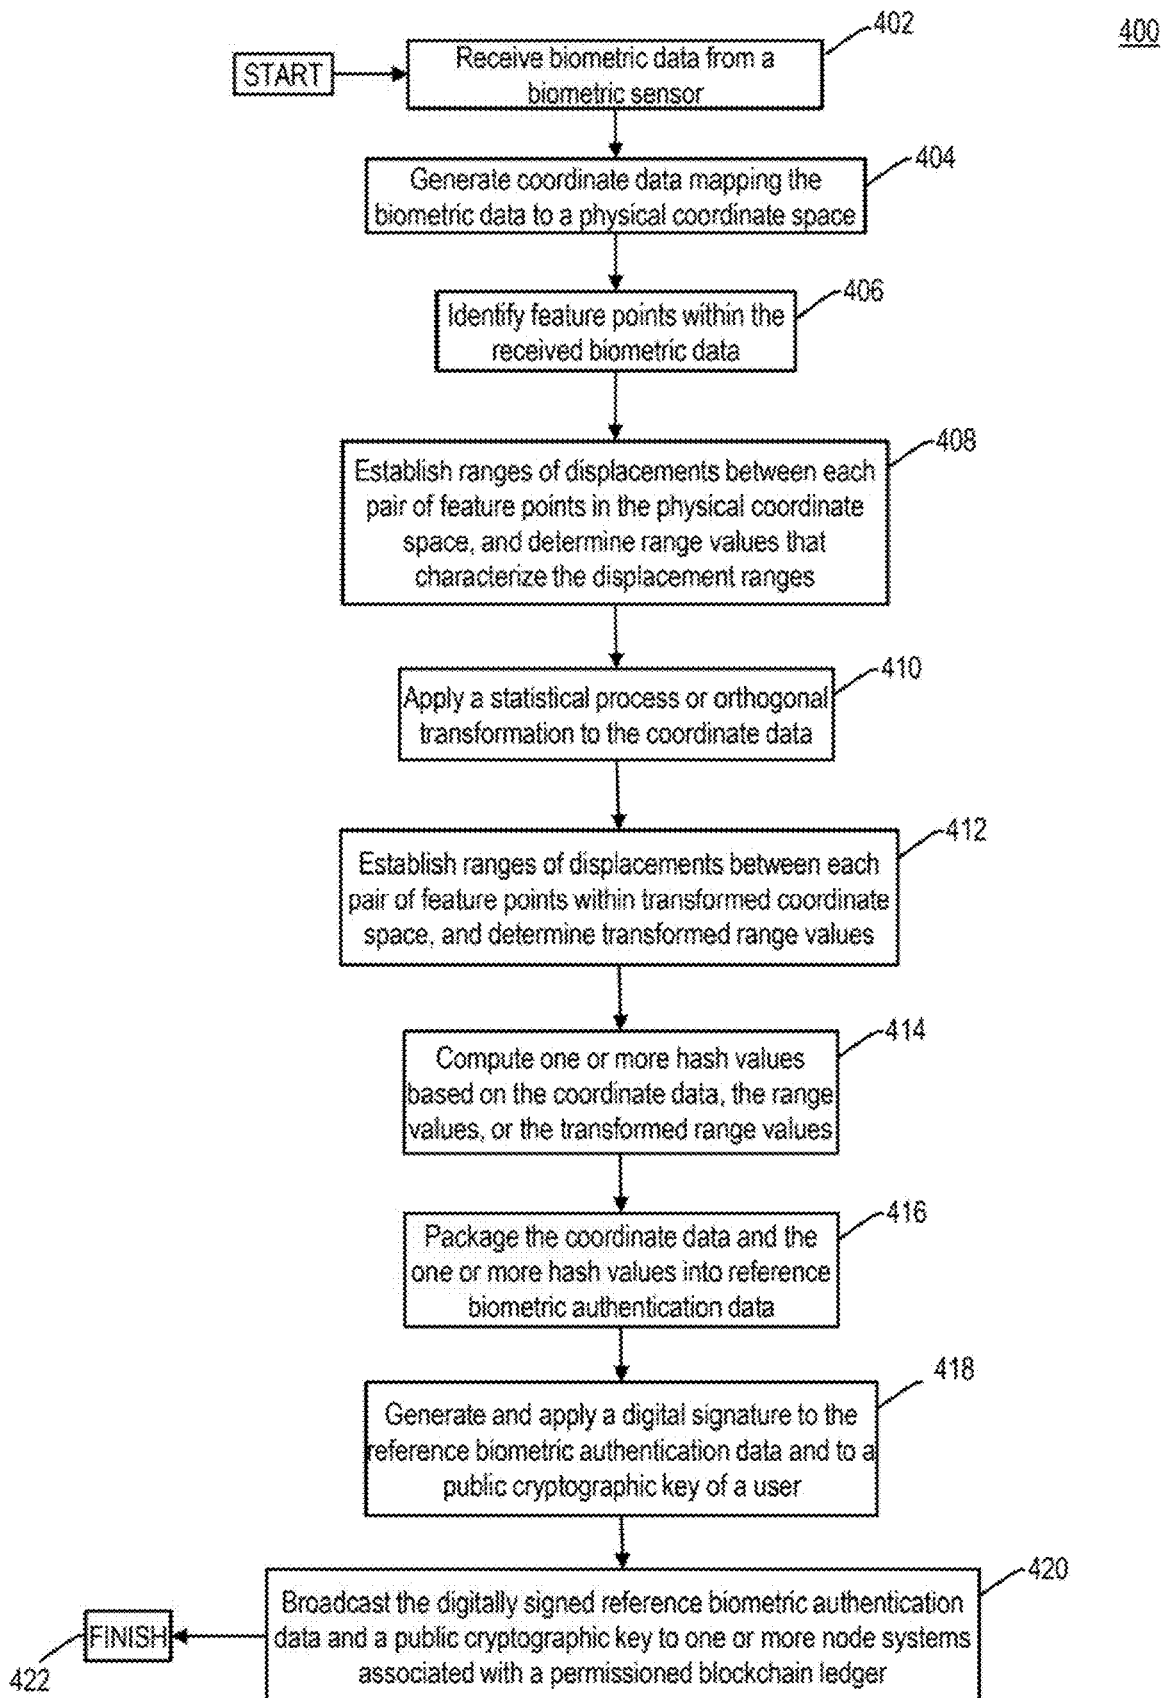 400
402
START
Receive biometric data from a
biometric sensor
404
Generate coordinate data mapping the
biometric data to a physical coordinate space
406
Identify feature points within the
received biometric data
408
Establish ranges of displacements between each
pair of feature points in the physical coordinate
space, and determine range values that
characterize the displacement ranges
410
Apply a statistical process or orthogonal
transformation to the coordinate data
412
Establish ranges of displacements between each
pair of feature points within transformed coordinate
space, and determine transformed range values
414
Compute one or more hash values
based on the coordinate data, the range
values, or the transformed range values
416
Package the coordinate data and the
one or more hash values into reference
biometric authentication data
418
Generate and apply a digital signature to the
reference biometric authentication data and to a
public cryptographic key of a user
420
Broadcast the digitally signed reference biometric authentication
data and a public cryptographic key to one or more node systems
associated with a permissioned blockchain ledger
FINISH
422